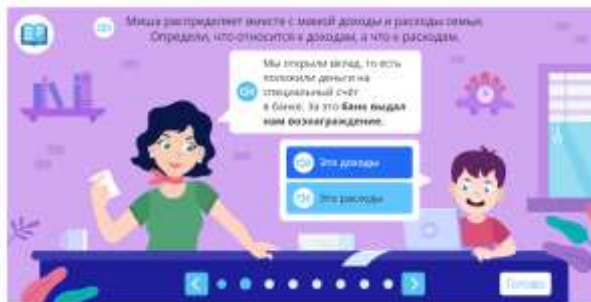 Миша распределяет вместе с мамой доходы и расходы семьи.
Определи, что относится к доходам, а что к расходам.
Мы открыли вклад, то есть
положили деньги на
специальный счёт
в банке. За это банк выдал
нам вознаграждение.
Это доходы
Это расходы
Готово